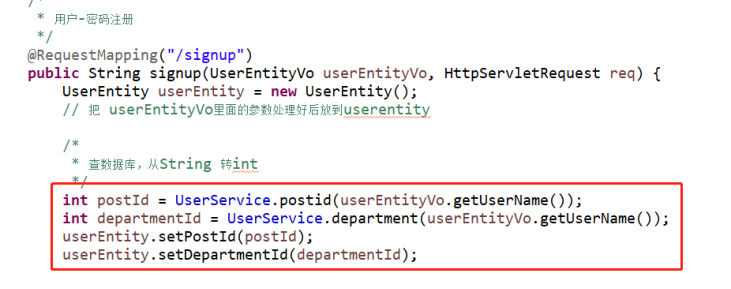 /*
 * 用户-密码注册
 */
@RequestMapping("/signup")
public String signup(UserEntityVo userEntityVo, HttpServletRequest req) {
    UserEntity userEntity = new UserEntity();
    // 把 userEntityVo里面的参数处理好后放到userentity

    /*
     * 查数据库，从String 转int
     */
    int postId = UserService.postid(userEntityVo.getUserName());
    int departmentId = UserService.department(userEntityVo.getUserName());
    userEntity.setPostId(postId);
    userEntity.setDepartmentId(departmentId);